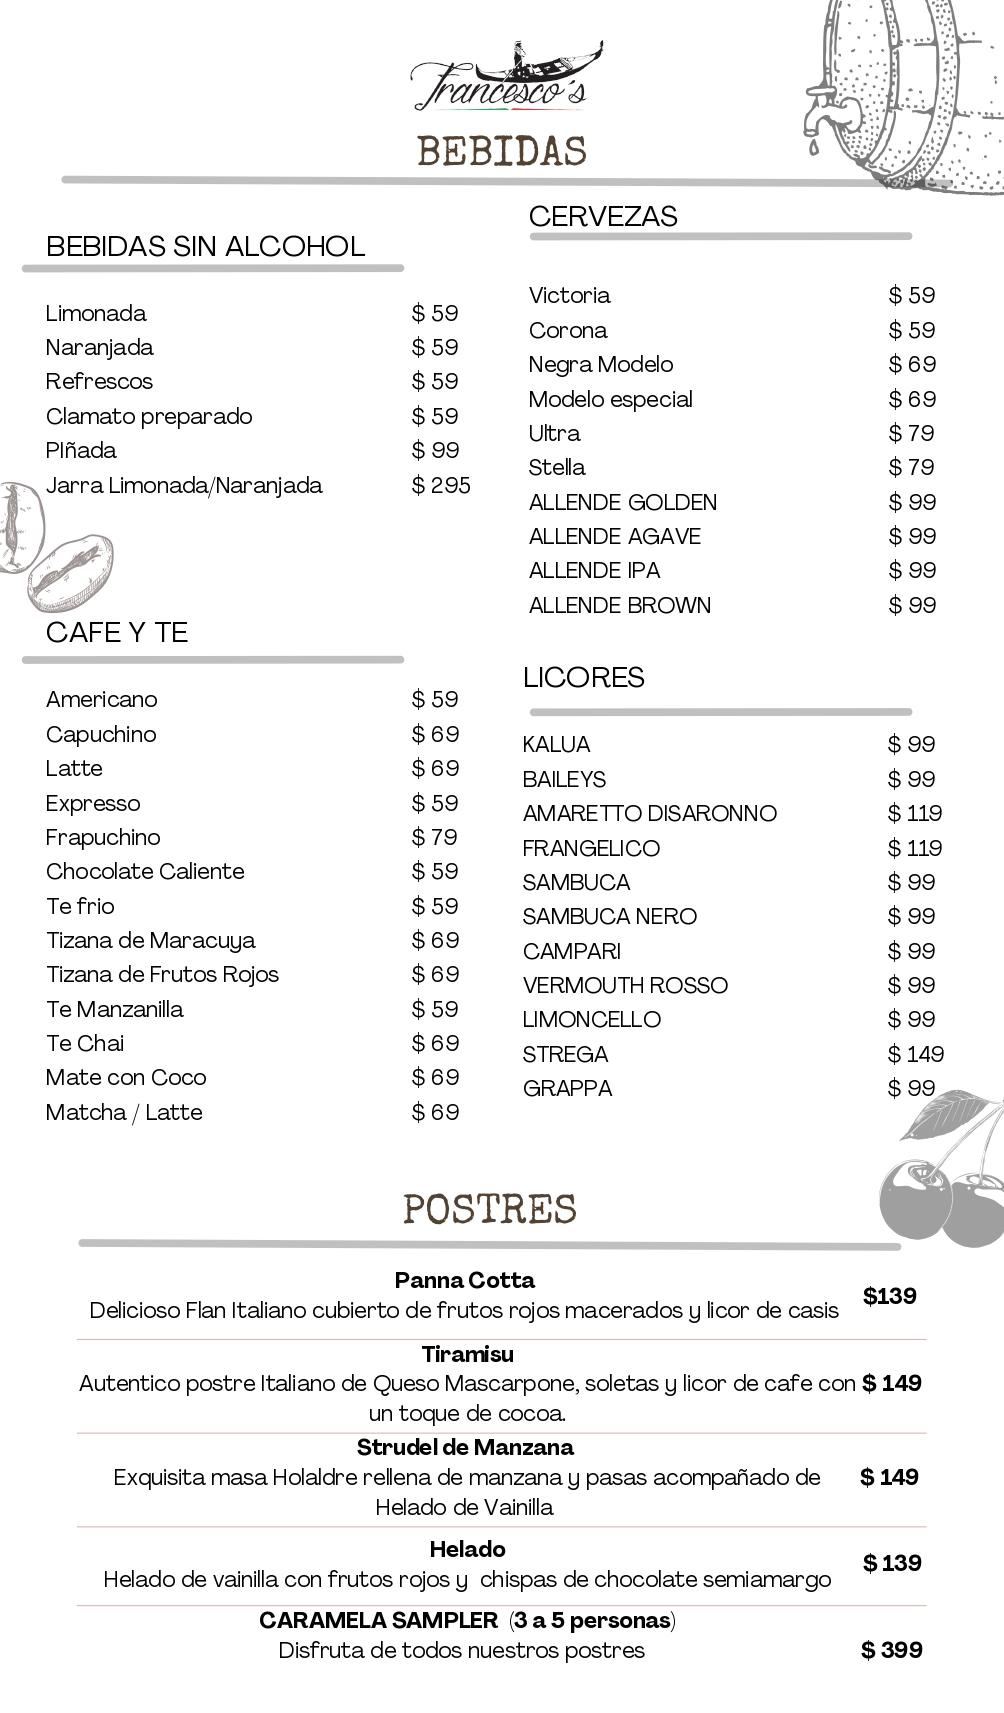 Francesco´s
BEBIDAS
BEBIDAS SIN ALCOHOL
Limonada $ 59
Naranjada $ 59
Refrescos $ 59
Clamato preparado $ 59
PIñada $ 99
Jarra Limonada/Naranjada $ 295
CAFE Y TE
Americano $ 59
Capuchino $ 69
Latte $ 69
Expresso $ 59
Frapuchino $ 79
Chocolate Caliente $ 59
Te frio $ 59
Tizana de Maracuya $ 69
Tizana de Frutos Rojos $ 69
Te Manzanilla $ 59
Te Chai $ 69
Mate con Coco $ 69
Matcha / Latte $ 69
CERVEZAS
Victoria $ 59
Corona $ 59
Negra Modelo $ 69
Modelo especial $ 69
Ultra $ 79
Stella $ 79
ALLENDE GOLDEN $ 99
ALLENDE AGAVE $ 99
ALLENDE IPA $ 99
ALLENDE BROWN $ 99
LICORES
KALUA $ 99
BAILEYS $ 99
AMARETTO DISARONNO $ 119
FRANGELICO $ 119
SAMBUCA $ 99
SAMBUCA NERO $ 99
CAMPARI $ 99
VERMOUTH ROSSO $ 99
LIMONCELLO $ 99
STREGA $ 149
GRAPPA $ 99
POSTRES
Panna Cotta
Delicioso Flan Italiano cubierto de frutos rojos macerados y licor de casis $139
Tiramisu
Autentico postre Italiano de Queso Mascarpone, soletas y licor de cafe con $ 149
un toque de cocoa.
Strudel de Manzana
Exquisita masa Holaldre rellena de manzana y pasas acompañado de $ 149
Helado de Vainilla
Helado
Helado de vainilla con frutos rojos y chispas de chocolate semiamargo $ 139
CARAMELA SAMPLER (3 a 5 personas)
Disfruta de todos nuestros postres $ 399